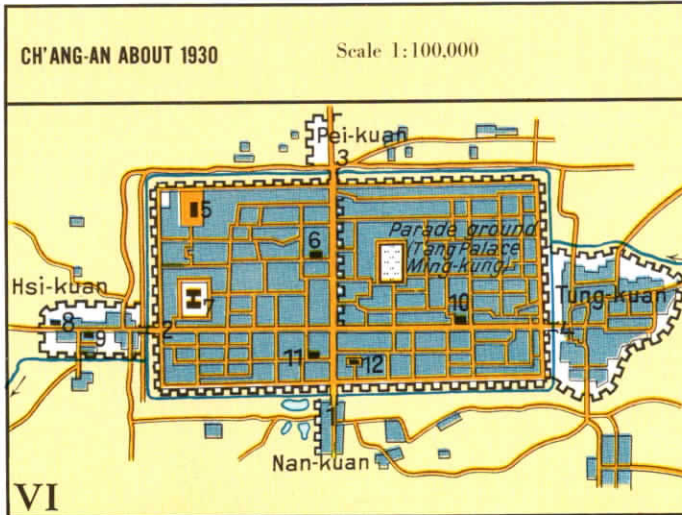 CH'ANG-AN ABOUT 1930
Scale 1:100,000
Pei-kuan
3
5
6
Parade ground
/Tang Palace
Ming-kung/
Hsi-kuan
7
10
Tung-kuan
8
2
4
9
11
12
1
Nan-kuan
VI